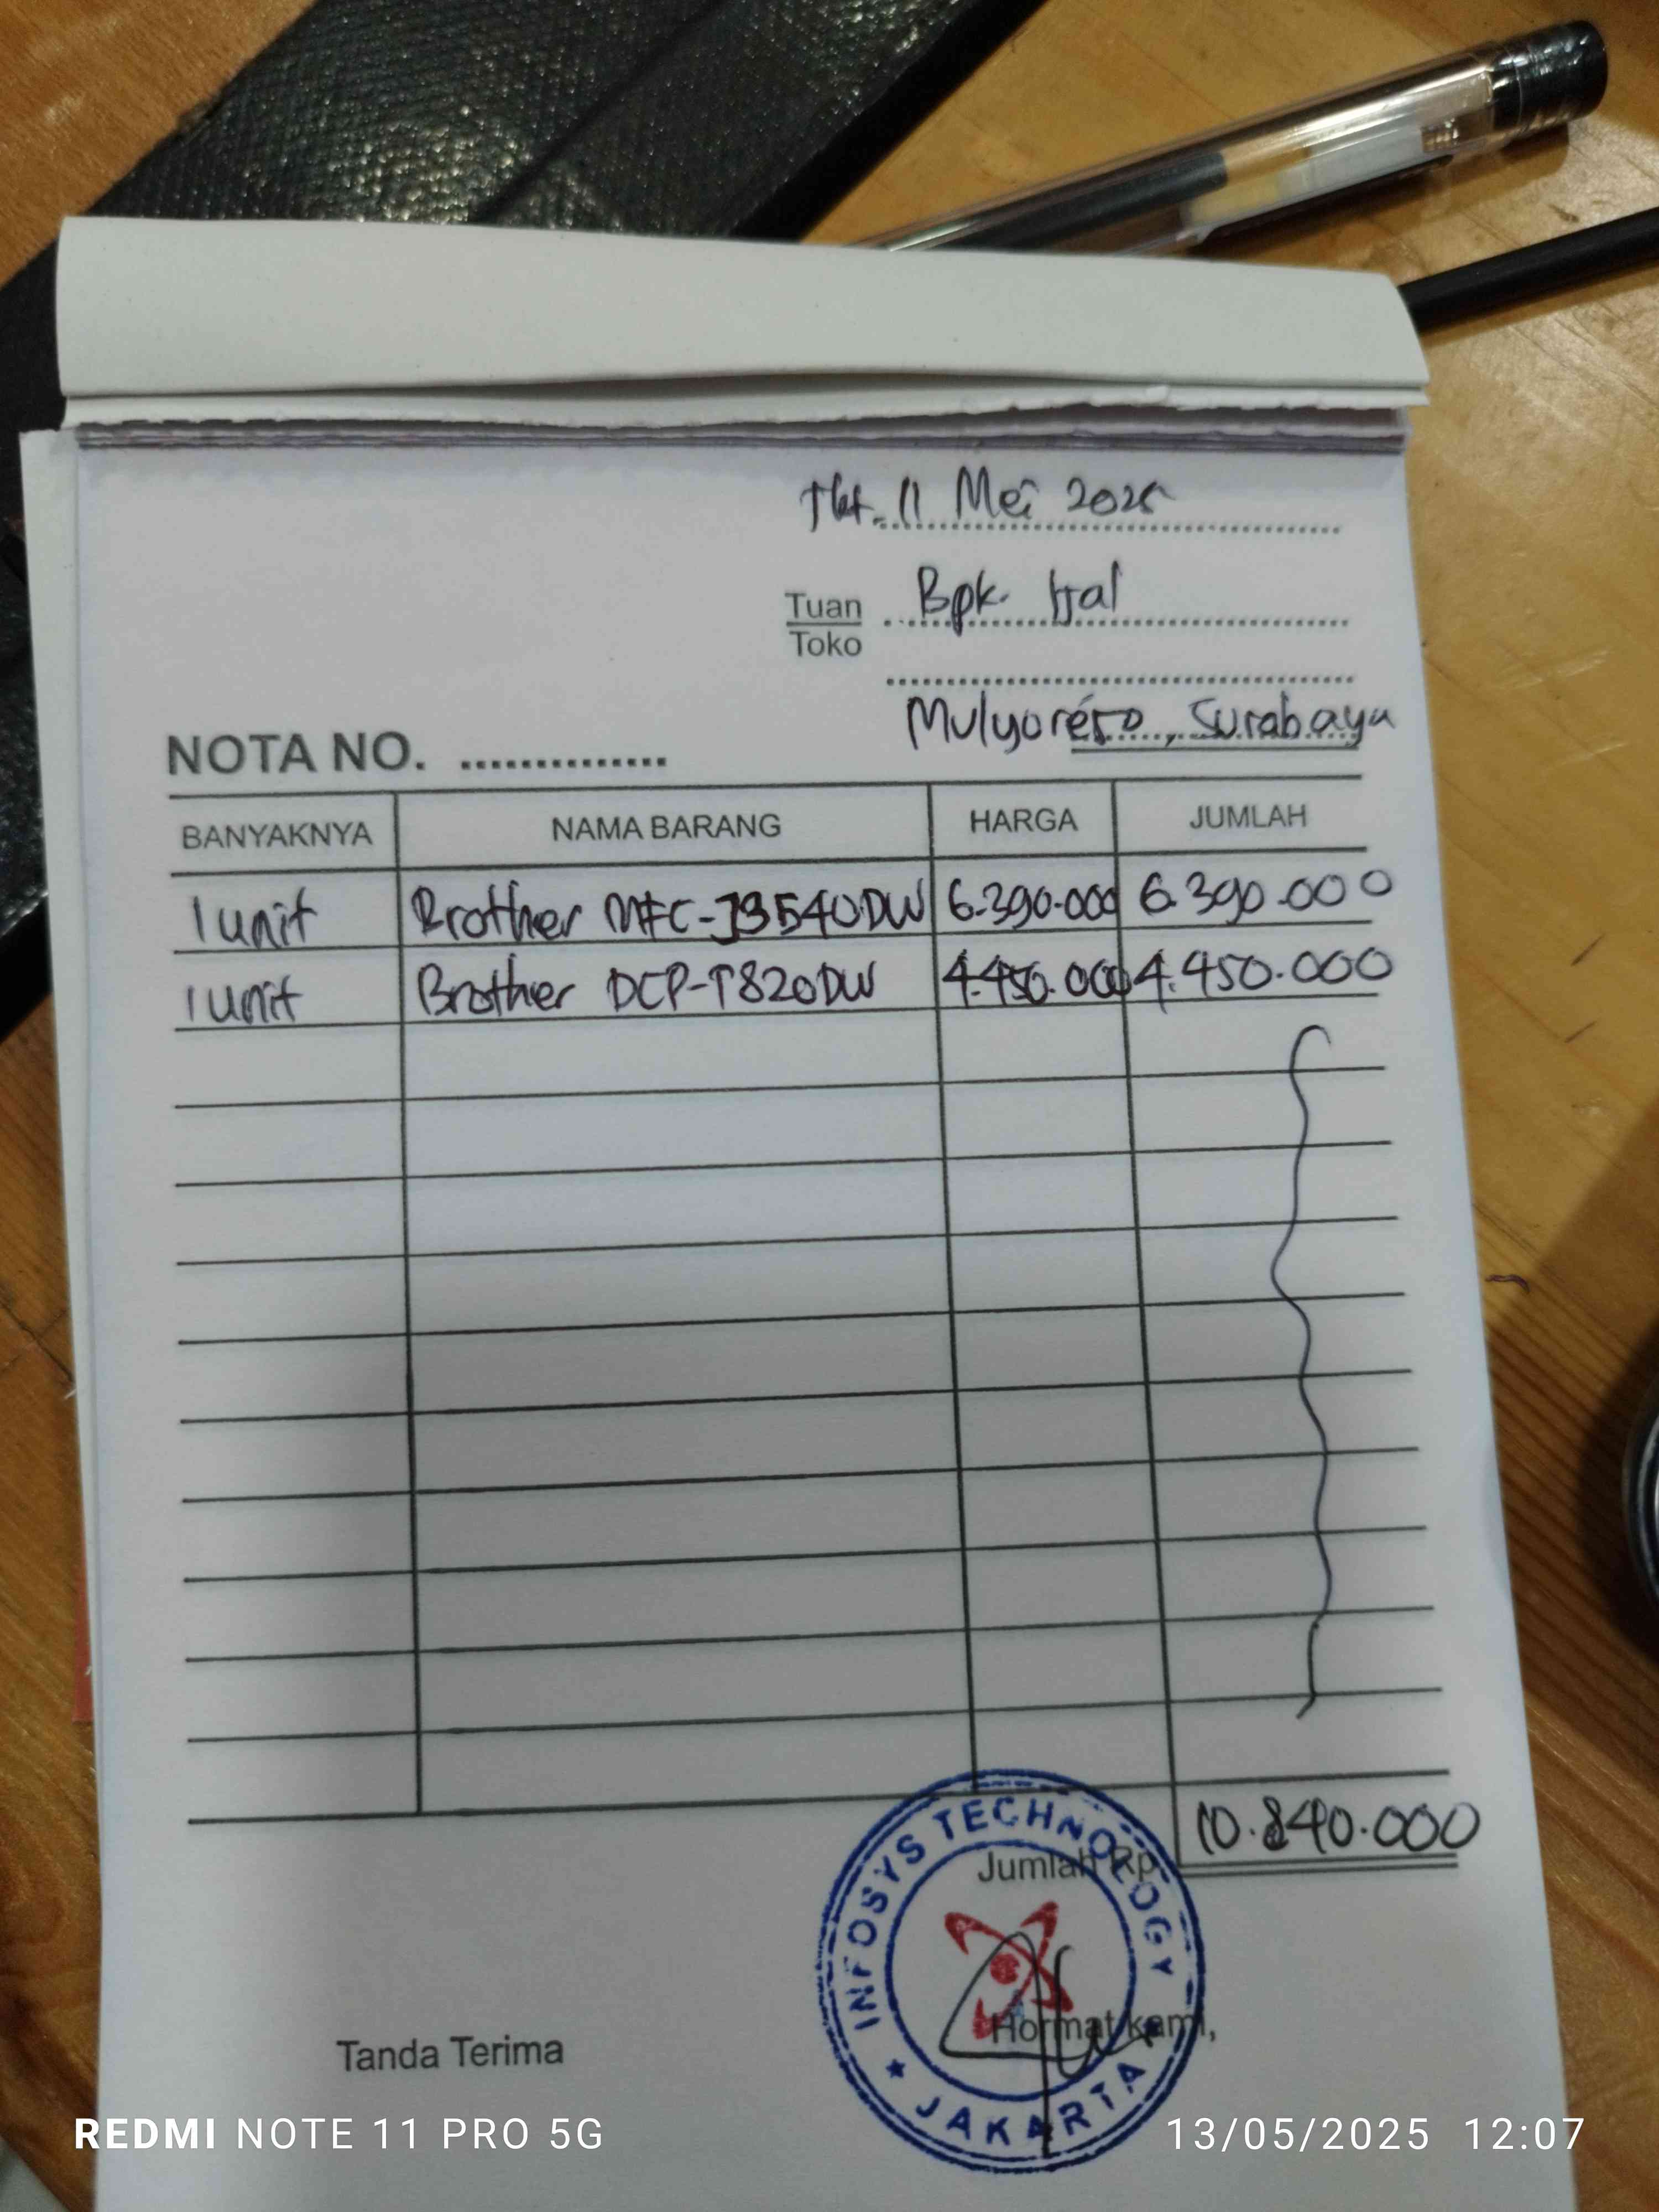 Jkt. 11 Mei 2025
Tuan Bpk.
Toko
Mulyorejo, Surabaya
NOTA NO. ..............
BANYAKNYA NAMA BARANG HARGA JUMLAH
1 unit Brother MFC-J3540DW 6.390.000 6.390.000
1 unit Brother DCP-T820DW 4.450.000 4.450.000
10.840.000
Jumlah Rp
INFOSYS TECHNOLOGY
JAKARTA
Tanda Terima Hormat kami,
REDMI NOTE 11 PRO 5G 13/05/2025 12:07